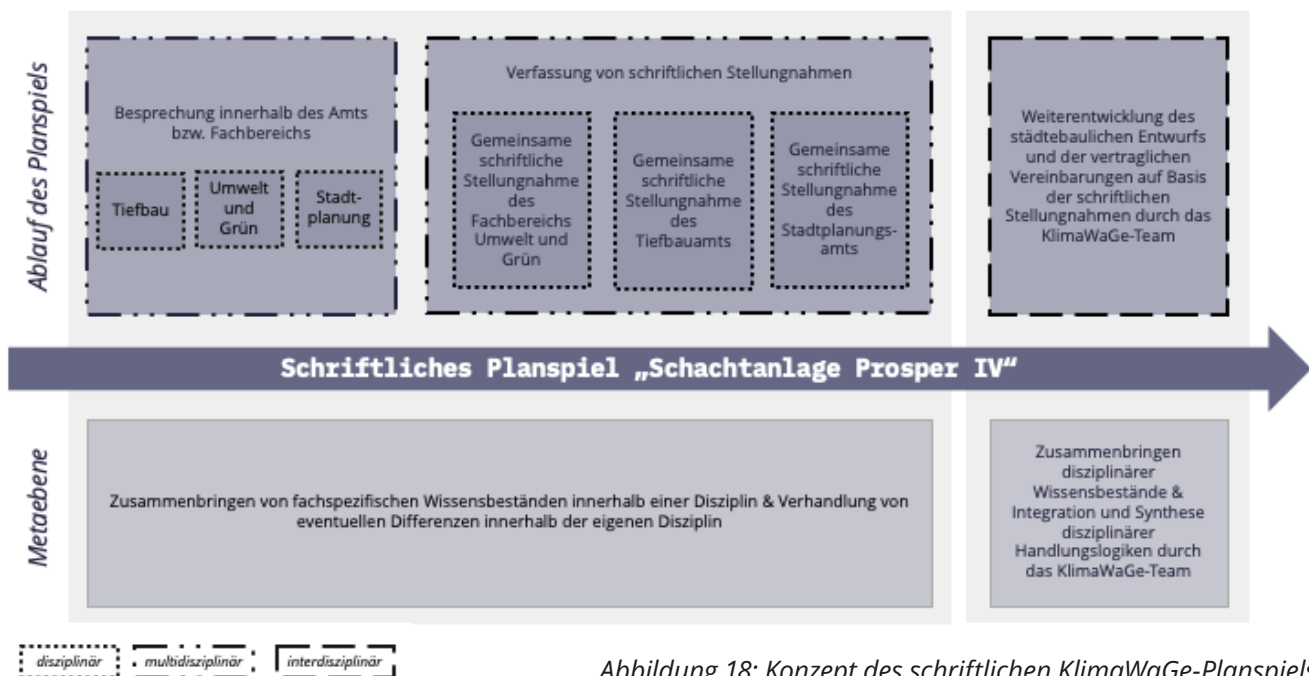 Ablauf des Planspiels
Besprechung innerhalb des Amts
bzw. Fachbereichs
Tiefbau
Umwelt
und
Grün
Stadt-
planung
Verfassung von schriftlichen Stellungnahmen
Gemeinsame
schriftliche
Stellungnahme
des
Fachbereichs
Umwelt und
Grün
Gemeinsame
schriftliche
Stellungnahme
des
Tiefbauamts
Gemeinsame
schriftliche
Stellungnahme
des
Stadtplanungs-
amts
Weiterentwicklung des
städtebaulichen Entwurfs
und der vertraglichen
Vereinbarungen auf Basis
der schriftlichen
Stellungnahmen durch das
KlimaWaGe-Team
Schriftliches Planspiel „Schachtanlage Prosper IV“
Metaebene
Zusammenbringen von fachspezifischen Wissensbeständen innerhalb einer Disziplin & Verhandlung von
eventuellen Differenzen innerhalb der eigenen Disziplin
Zusammenbringen
disziplinärer
Wissensbestände &
Integration und Synthese
disziplinärer
Handlungslogiken durch
das KlimaWaGe-Team
disziplinär
multidisziplinär
interdisziplinär
Abbildung 18: Konzept des schriftlichen KlimaWaGe-Planspiels